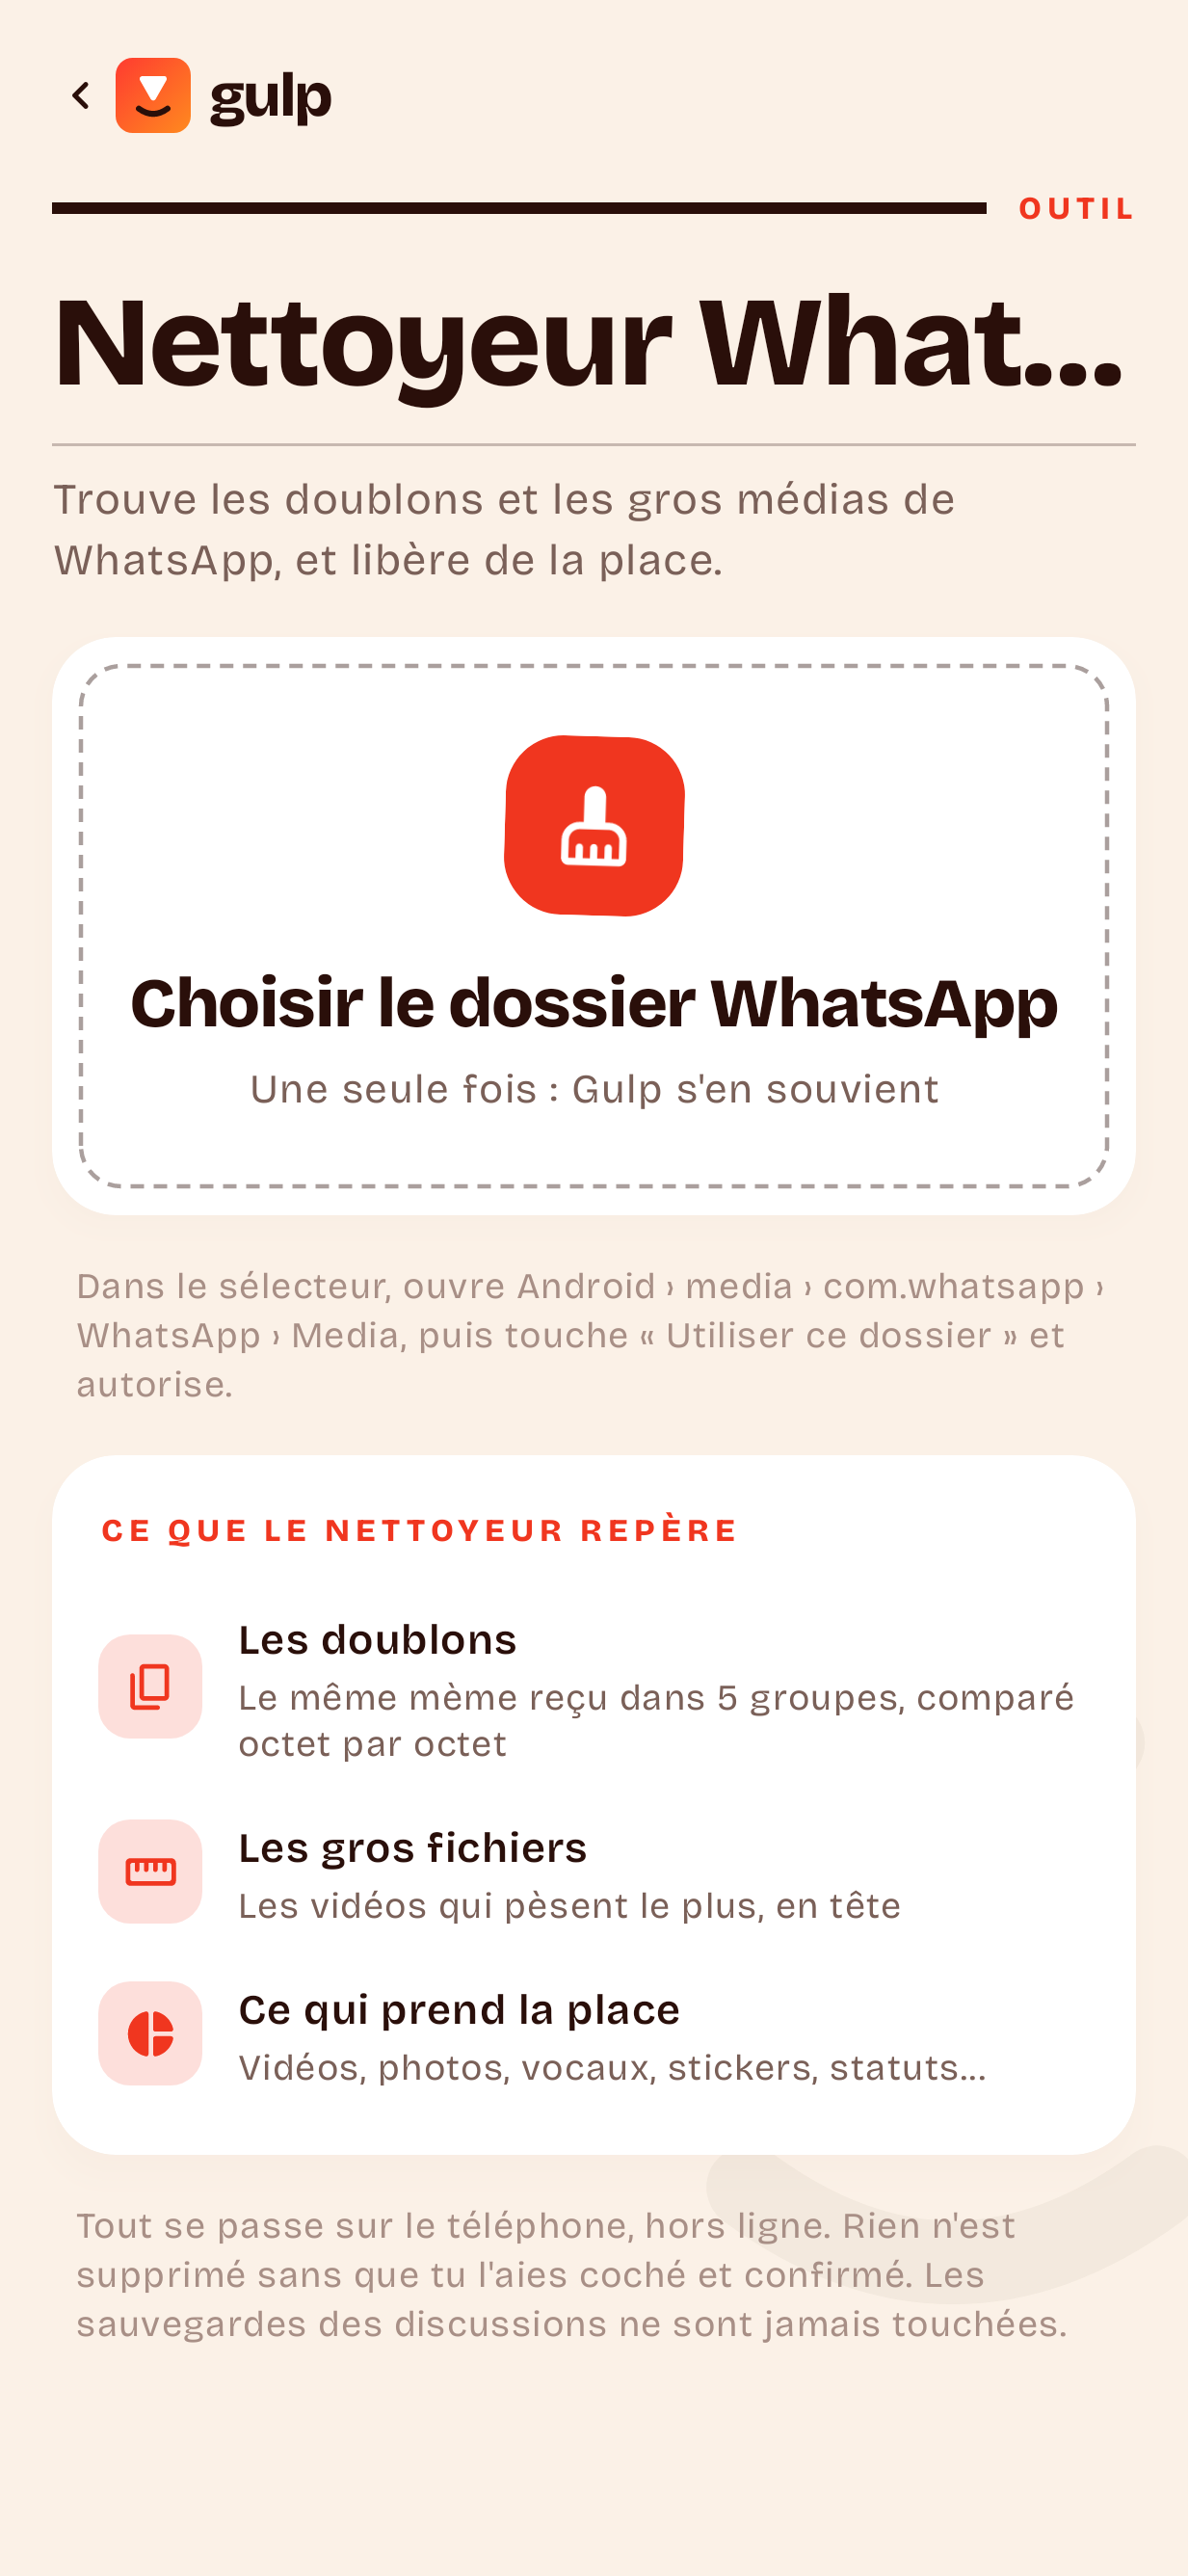 gulp
OUTIL
Nettoyeur What...
Trouve les doublons et les gros médias de
WhatsApp, et libère de la place.
Choisir le dossier WhatsApp
Une seule fois : Gulp s'en souvient
Dans le sélecteur, ouvre Android › media › com.whatsapp ›
WhatsApp › Media, puis touche « Utiliser ce dossier » et
autorise.
CE QUE LE NETTOYEUR REPÈRE
Les doublons
Le même mème reçu dans 5 groupes, comparé
octet par octet
Les gros fichiers
Les vidéos qui pèsent le plus, en tête
Ce qui prend la place
Vidéos, photos, vocaux, stickers, statuts...
Tout se passe sur le téléphone, hors ligne. Rien n'est
supprimé sans que tu l'aies coché et confirmé. Les
sauvegardes des discussions ne sont jamais touchées.